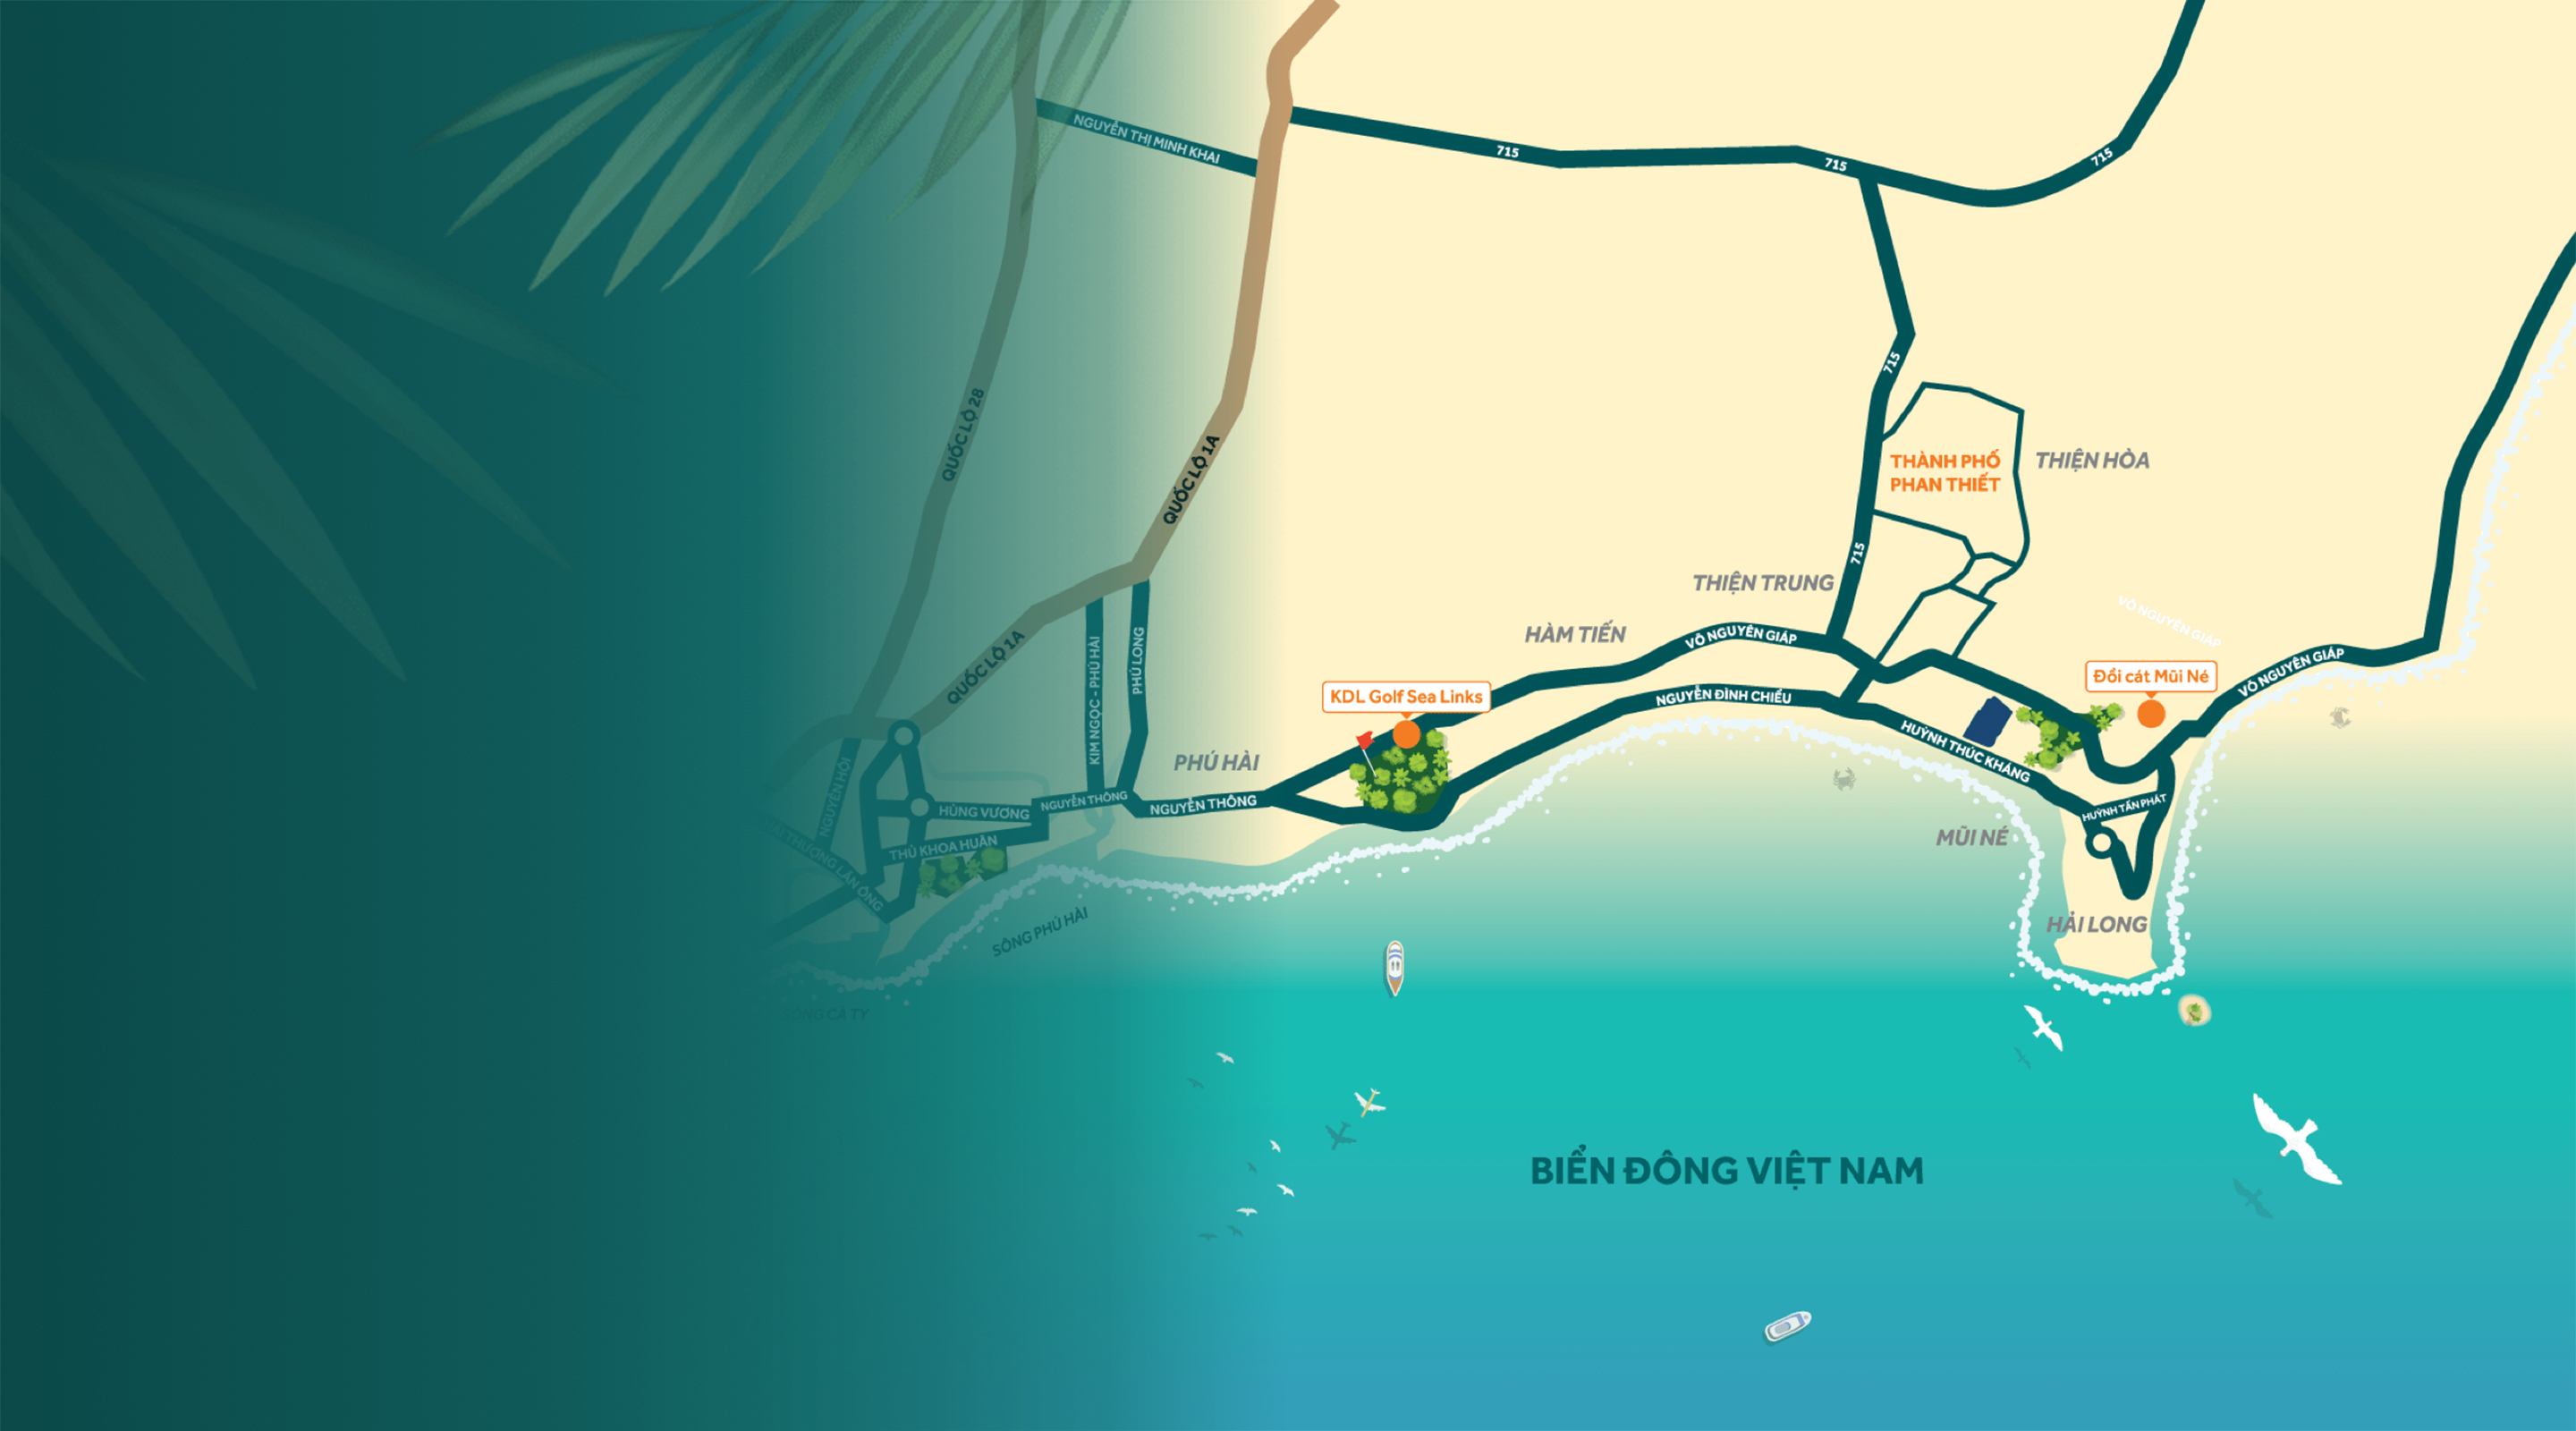 NGUYỄN THỊ MINH KHAI
715
715
715
QUỐC LỘ 28
QUỐC LỘ 1A
715
THÀNH PHỐ
PHAN THIẾT
THIỆN HÒA
715
THIỆN TRUNG
HÀM TIẾN
VÕ NGUYÊN GIÁP
VÕ NGUYÊN GIÁP
QUỐC LỘ 1A
KIM NGỌC - PHÚ HÀI
PHÚ LONG
KDL Golf Sea Links
NGUYỄN ĐÌNH CHIỂU
Đồi cát Mũi Né
VÕ NGUYÊN GIÁP
HUỲNH THÚC KHÁNG
PHÚ HÀI
NGUYỄN HỘI
HÙNG VƯƠNG
NGUYỄN THÔNG
NGUYỄN THÔNG
HUỲNH TẤN PHÁT
THỦ KHOA HUÂN
THƯỢNG LÃN ÔNG
MŨI NÉ
SÔNG PHÚ HÀI
HẢI LONG
SÔNG CÀ TY
BIỂN ĐÔNG VIỆT NAM